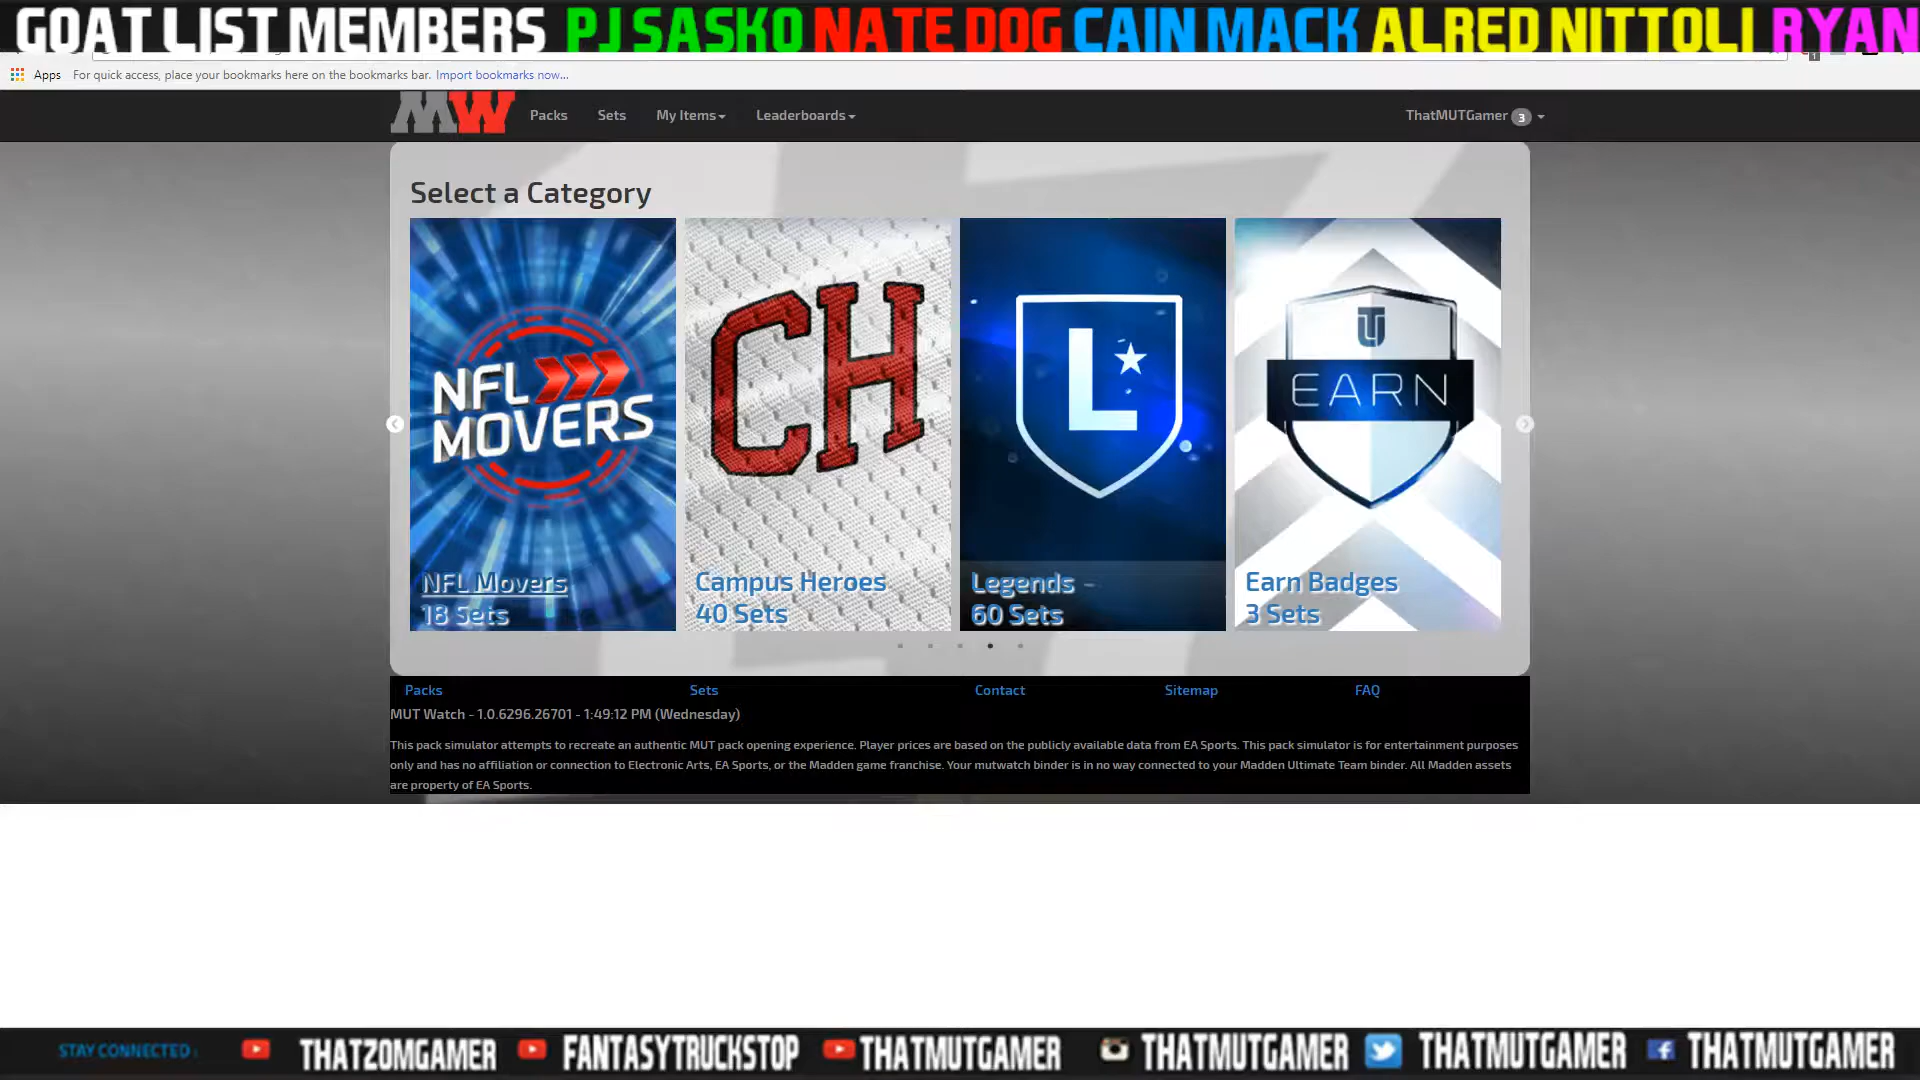 GOAT LIST MEMBERS PJ SASKO NATE DOG CAIN MACK ALRED NITTOLI RYAN
Apps For quick access, place your bookmarks here on the bookmarks bar. Import bookmarks now...
MW Packs Sets My Items Leaderboards ThatMUTGamer 3
Select a Category
NFL MOVERS
CH
L
EARN
NFL Movers
18 Sets
Campus Heroes
40 Sets
Legends
60 Sets
Earn Badges
3 Sets
Packs Sets Contact Sitemap FAQ
MUT Watch - 1.0.6296.26701 - 1:49:12 PM (Wednesday)
This pack simulator attempts to recreate an authentic MUT pack opening experience. Player prices are based on the publicly available data from EA Sports. This pack simulator is for entertainment purposes
only and has no affiliation or connection to Electronic Arts, EA Sports, or the Madden game franchise. Your mutwatch binder is in no way connected to your Madden Ultimate Team binder. All Madden assets
are property of EA Sports.
STAY CONNECTED: THATZOMGAMER FANTASYTRUCKSTOP THATMUTGAMER THATMUTGAMER THATMUTGAMER THATMUTGAMER